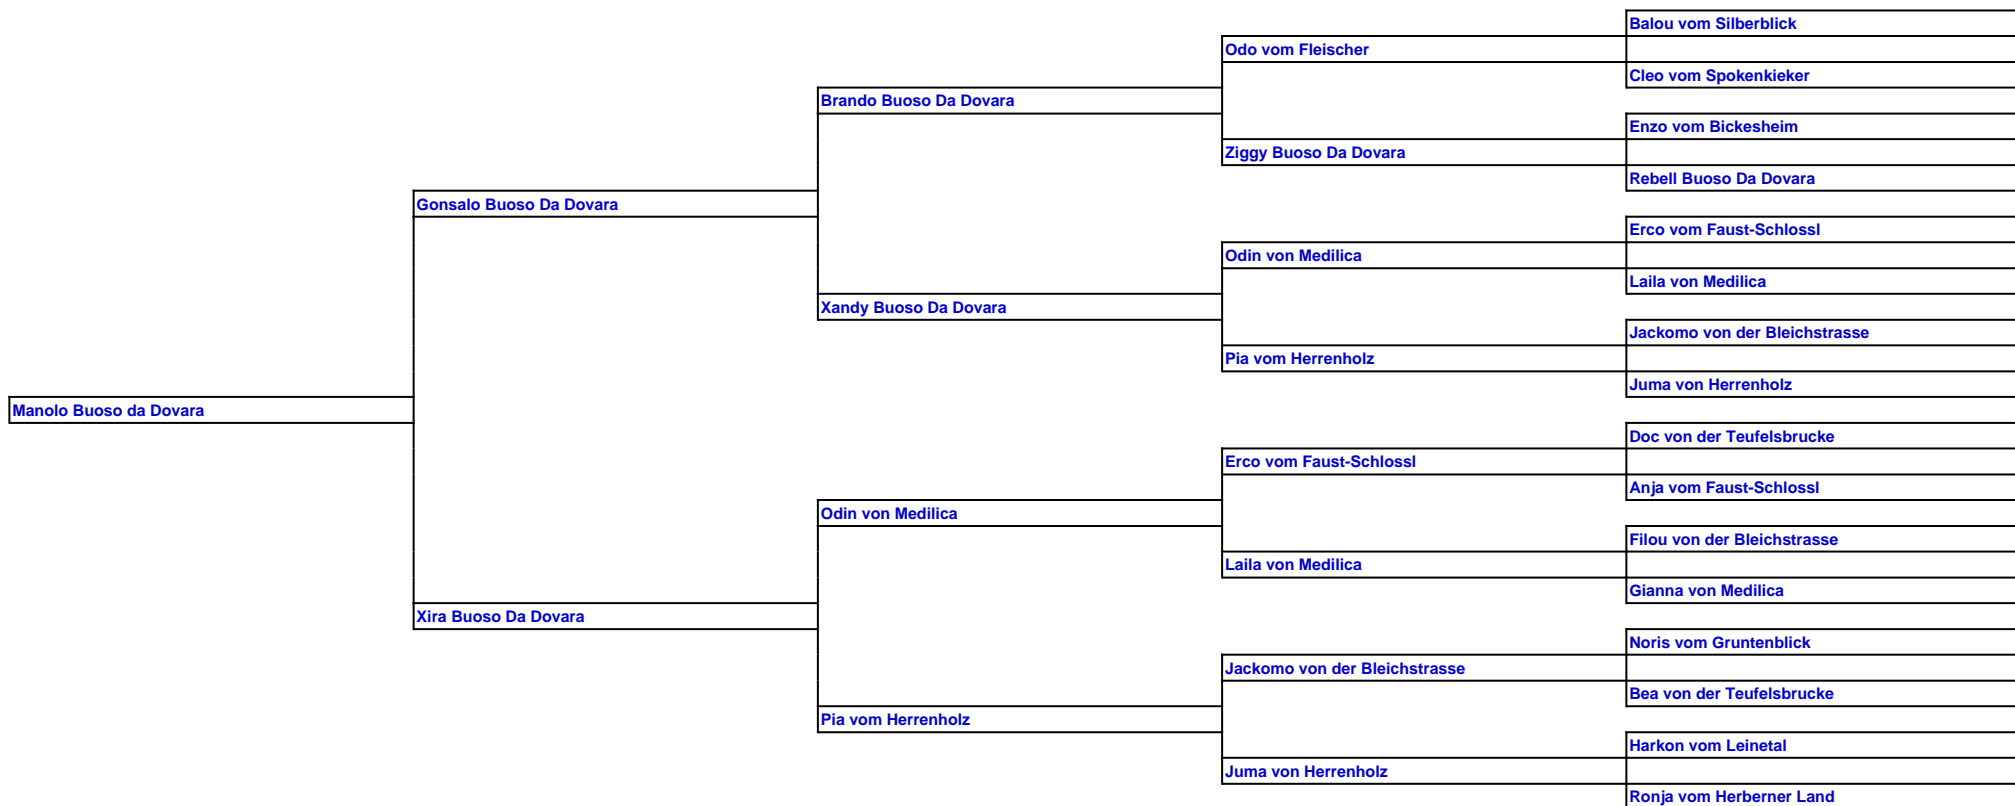 Balou vom Silberblick
Odo vom Fleischer
Cleo vom Spokenkieker
Brando Buoso Da Dovara
Enzo vom Bickesheim
Ziggy Buoso Da Dovara
Rebell Buoso Da Dovara
Gonsalo Buoso Da Dovara
Erco vom Faust-Schlossl
Odin von Medilica
Laila von Medilica
Xandy Buoso Da Dovara
Jackomo von der Bleichstrasse
Pia vom Herrenholz
Juma von Herrenholz
Manolo Buoso da Dovara
Doc von der Teufelsbrucke
Erco vom Faust-Schlossl
Anja vom Faust-Schlossl
Odin von Medilica
Filou von der Bleichstrasse
Laila von Medilica
Gianna von Medilica
Xira Buoso Da Dovara
Noris vom Gruntenblick
Jackomo von der Bleichstrasse
Bea von der Teufelsbrucke
Pia vom Herrenholz
Harkon vom Leinetal
Juma von Herrenholz
Ronja vom Herberner Land